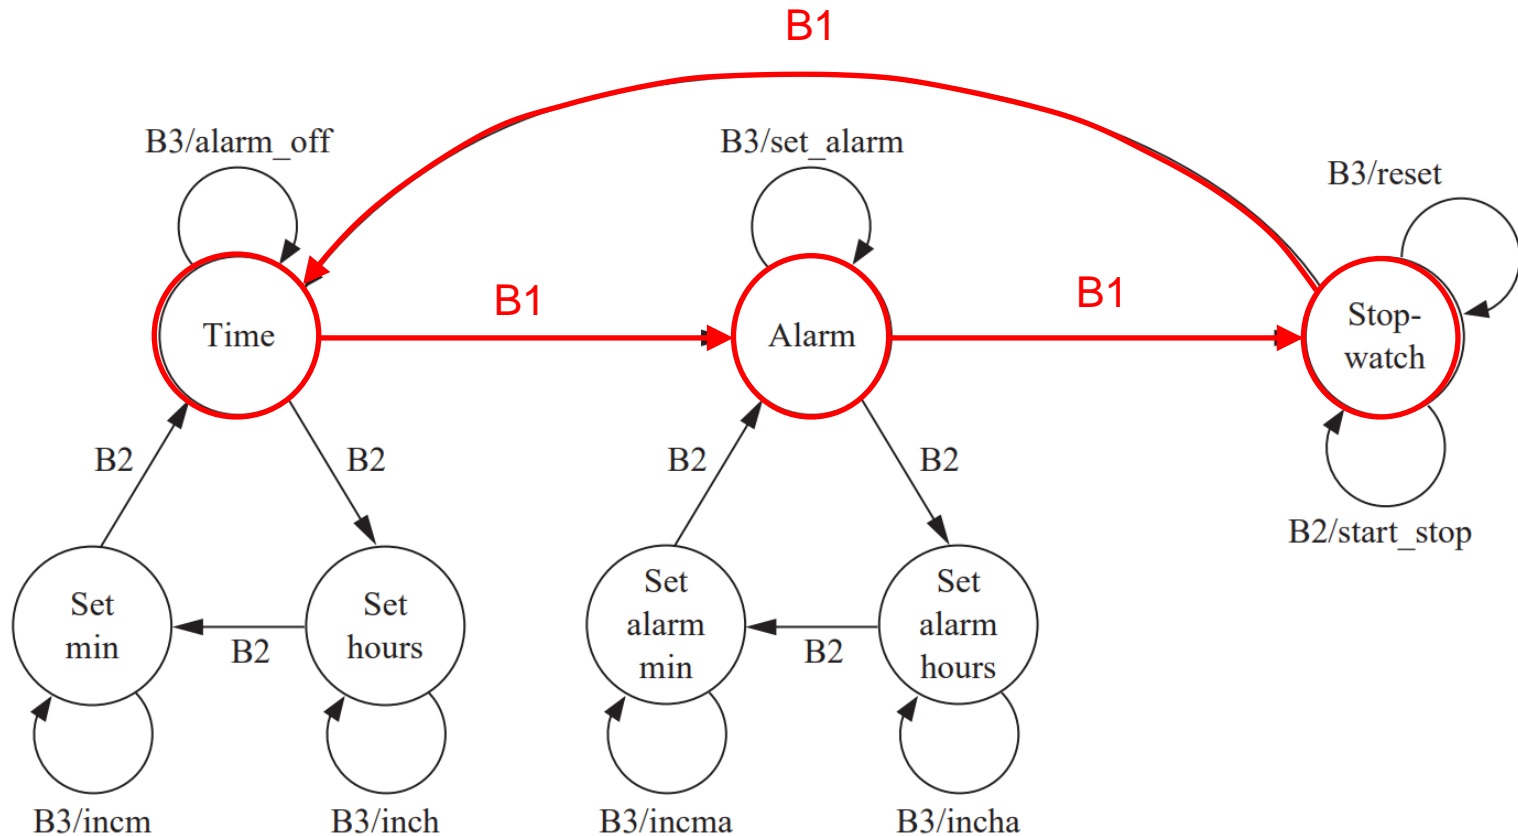 B1
B3/alarm_off
B3/set_alarm
B3/reset
B1
B1
Time
Alarm
Stop-
watch
B2
B2
B2
B2
B2/start_stop
Set
min
Set
hours
B2
Set
alarm
min
Set
alarm
hours
B2
B3/incm
B3/inch
B3/incma
B3/incha